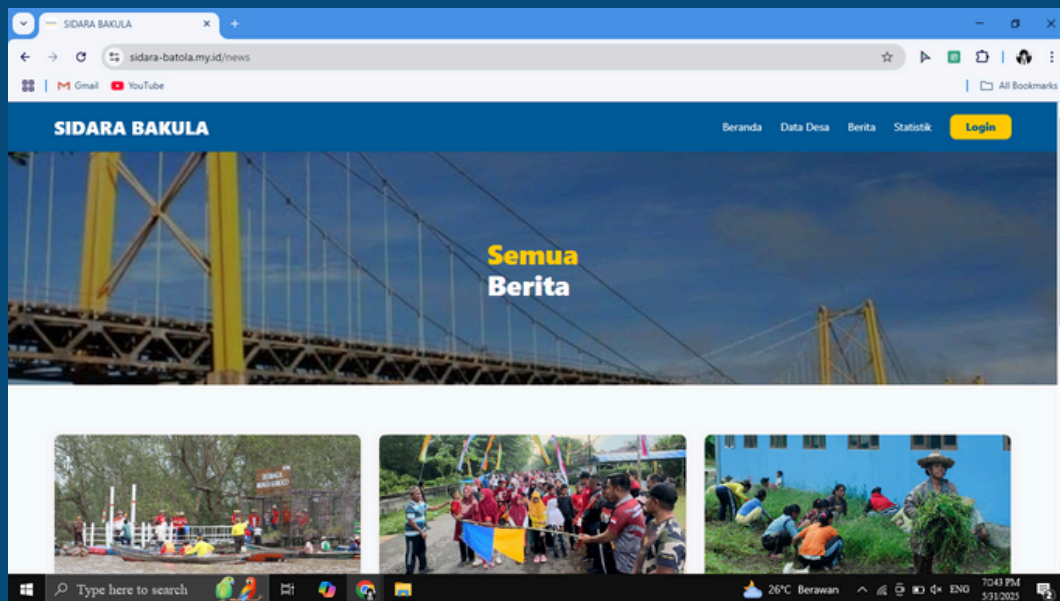 SIDARA BAKULA
sidara-batola.my.id/news
Gmail YouTube All Bookmarks
SIDARA BAKULA Beranda Data Desa Berita Statistik Login
Semua
Berita
Type here to search 26°C Berawan ENG 7:43 PM
5/31/2025
2